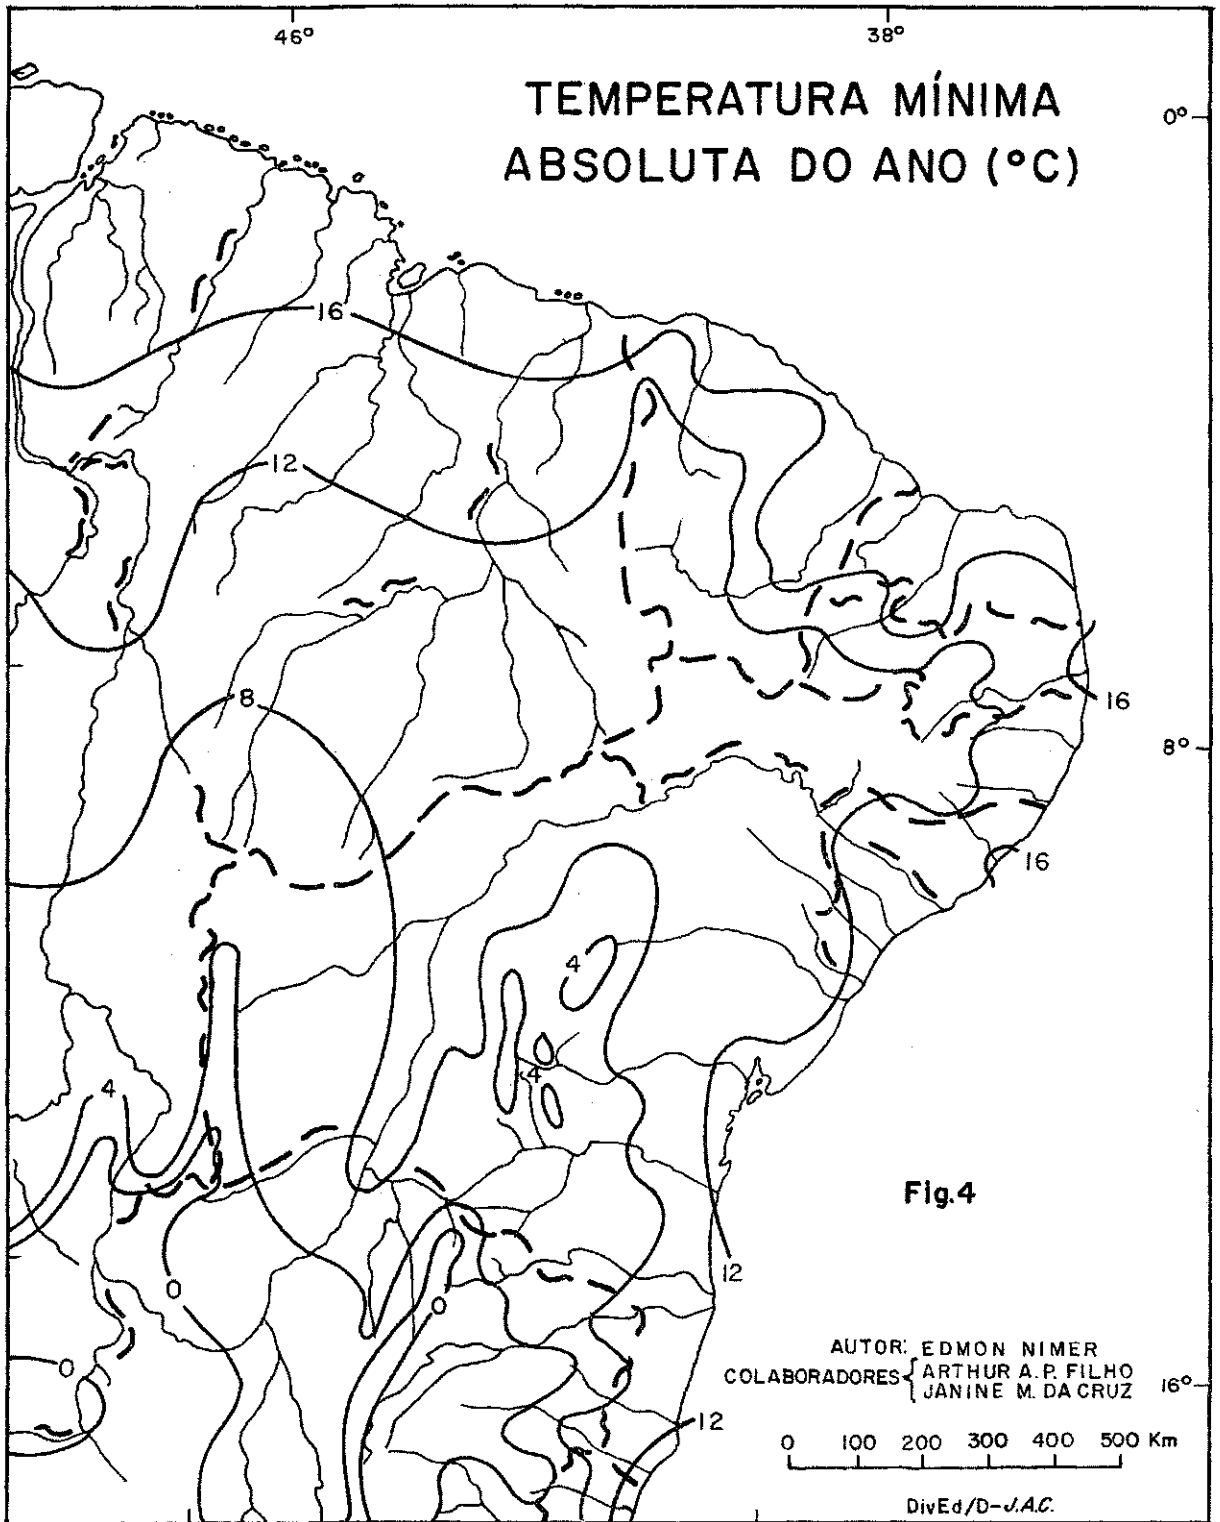 46° 38°
TEMPERATURA MÍNIMA
0°
ABSOLUTA DO ANO (°C)
16
12
8
16
8°
16
4
4
4
Fig.4
12
0
0
AUTOR: EDMON NIMER
0
COLABORADORES { ARTHUR A. P. FILHO
JANINE M. DA CRUZ
16°
12
0 100 200 300 400 500 Km
DivEd/D-J.A.C.